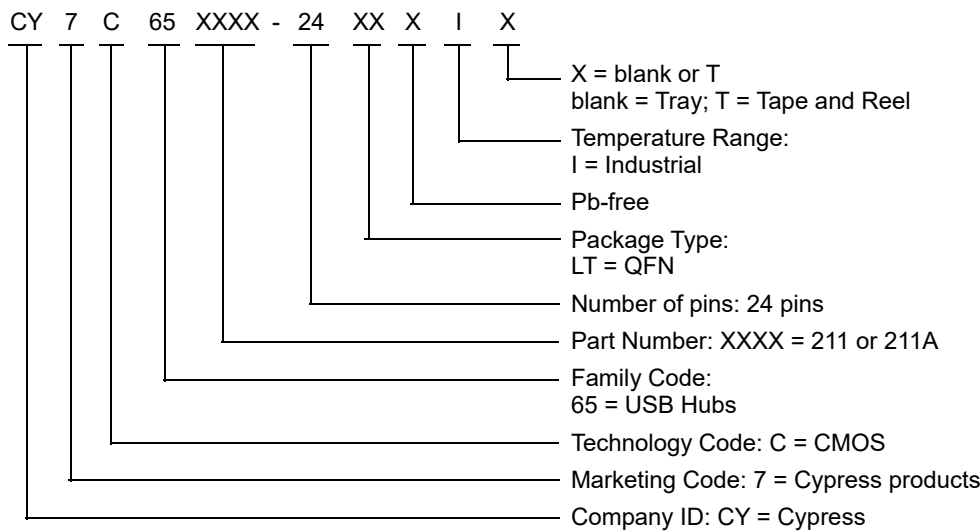 CY 7 C 65 XXXX - 24 XX X I X
X = blank or T
blank = Tray; T = Tape and Reel
Temperature Range:
I = Industrial
Pb-free
Package Type:
LT = QFN
Number of pins: 24 pins
Part Number: XXXX = 211 or 211A
Family Code:
65 = USB Hubs
Technology Code: C = CMOS
Marketing Code: 7 = Cypress products
Company ID: CY = Cypress